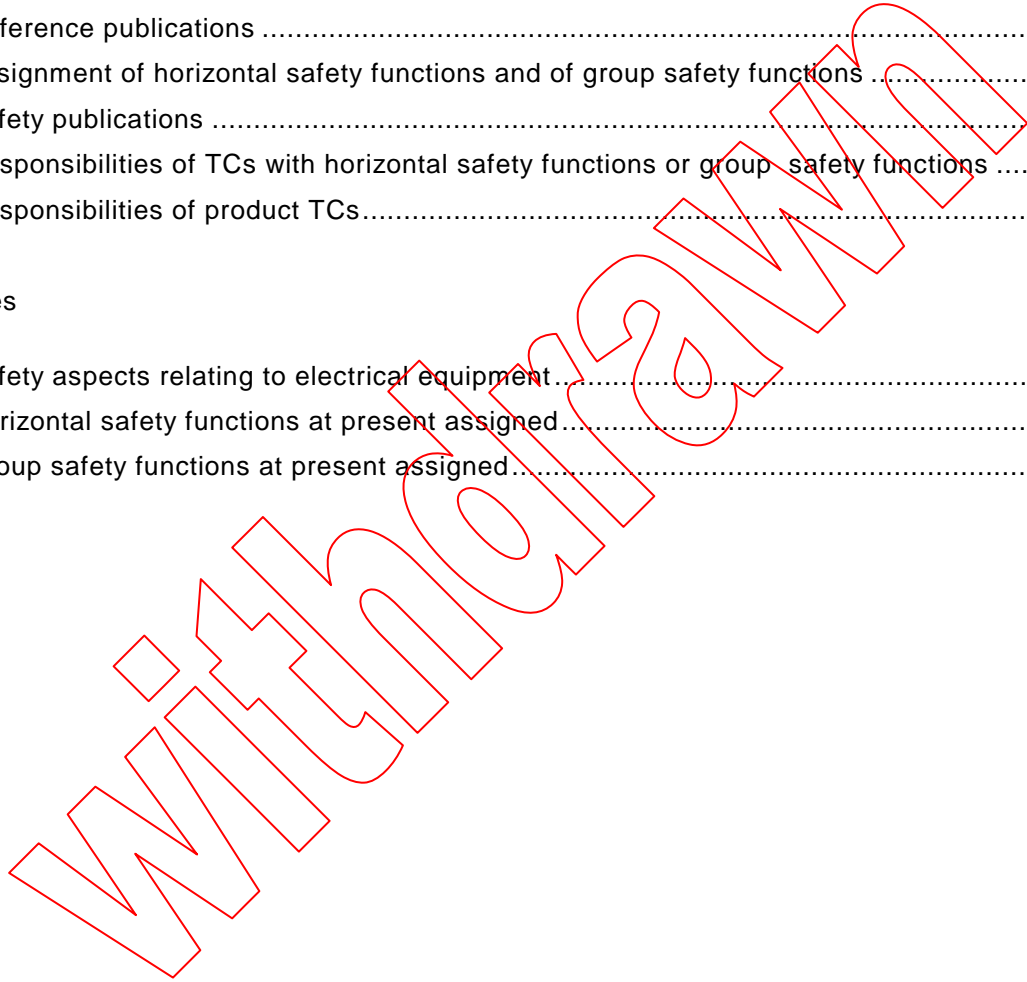 ference publications ....................................................................................................
signment of horizontal safety functions and of group safety functions .....................
fety publications ..........................................................................................................
sponsibilities of TCs with horizontal safety functions or group safety functions ....
sponsibilities of product TCs.......................................................................................
es
fety aspects relating to electrical equipment..............................................................
rizontal safety functions at present assigned.............................................................
oup safety functions at present assigned....................................................................
withdrawn